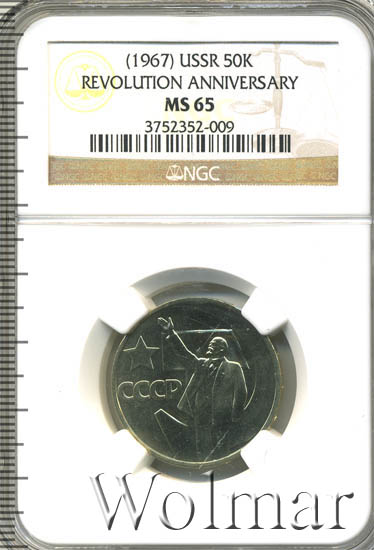 (1967) USSR 50K
REVOLUTION ANNIVERSARY
MS 65
3752352-009
NGC
СССР
Wolmar